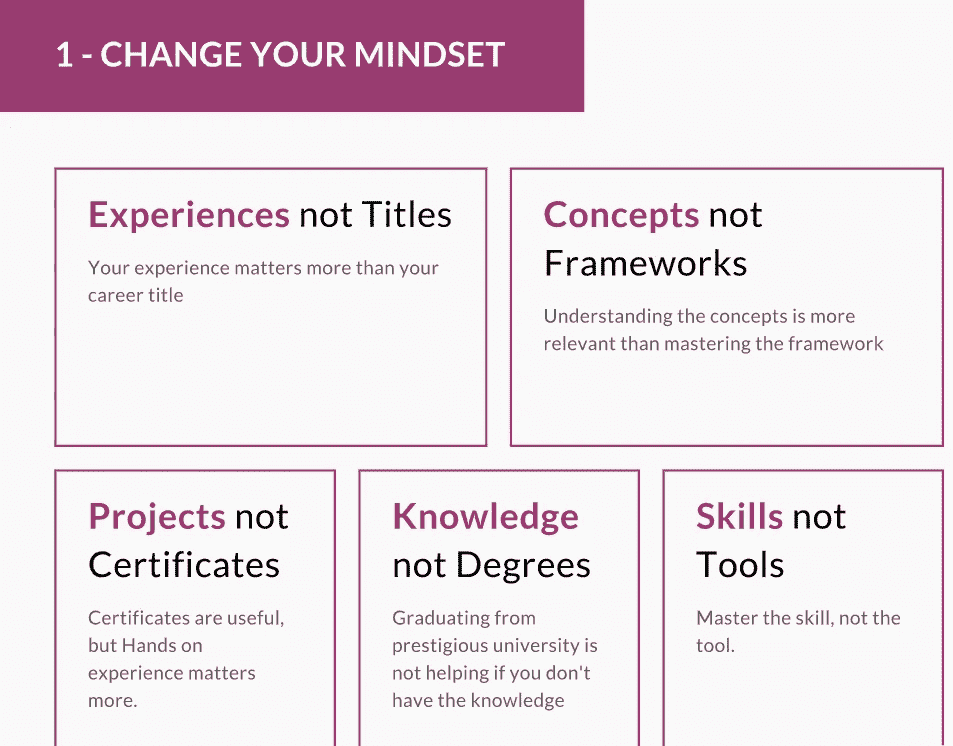 1 - CHANGE YOUR MINDSET
Experiences not Titles
Your experience matters more than your
career title
Concepts not
Frameworks
Understanding the concepts is more
relevant than mastering the framework
Projects not
Certificates
Certificates are useful,
but Hands on
experience matters
more.
Knowledge
not Degrees
Graduating from
prestigious university is
not helping if you don't
have the knowledge
Skills not
Tools
Master the skill, not the
tool.